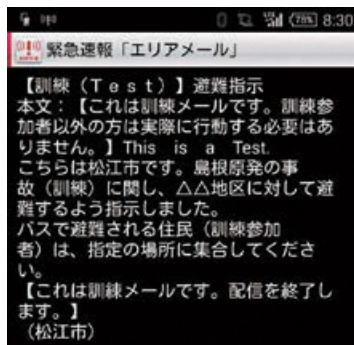 78% 8:30
緊急速報「エリアメール」
【訓練（Ｔｅｓｔ）】避難指示
本文：【これは訓練メールです。訓練参
加者以外の方は実際に行動する必要はあ
りません。】This is a Test.
こちらは松江市です。島根原発の事
故（訓練）に関し、△△地区に対して避
難するよう指示しました。
バスで避難される住民（訓練参加
者）は、指定の場所に集合してくださ
い。
【これは訓練メールです。配信を終了し
ます。】
（松江市）